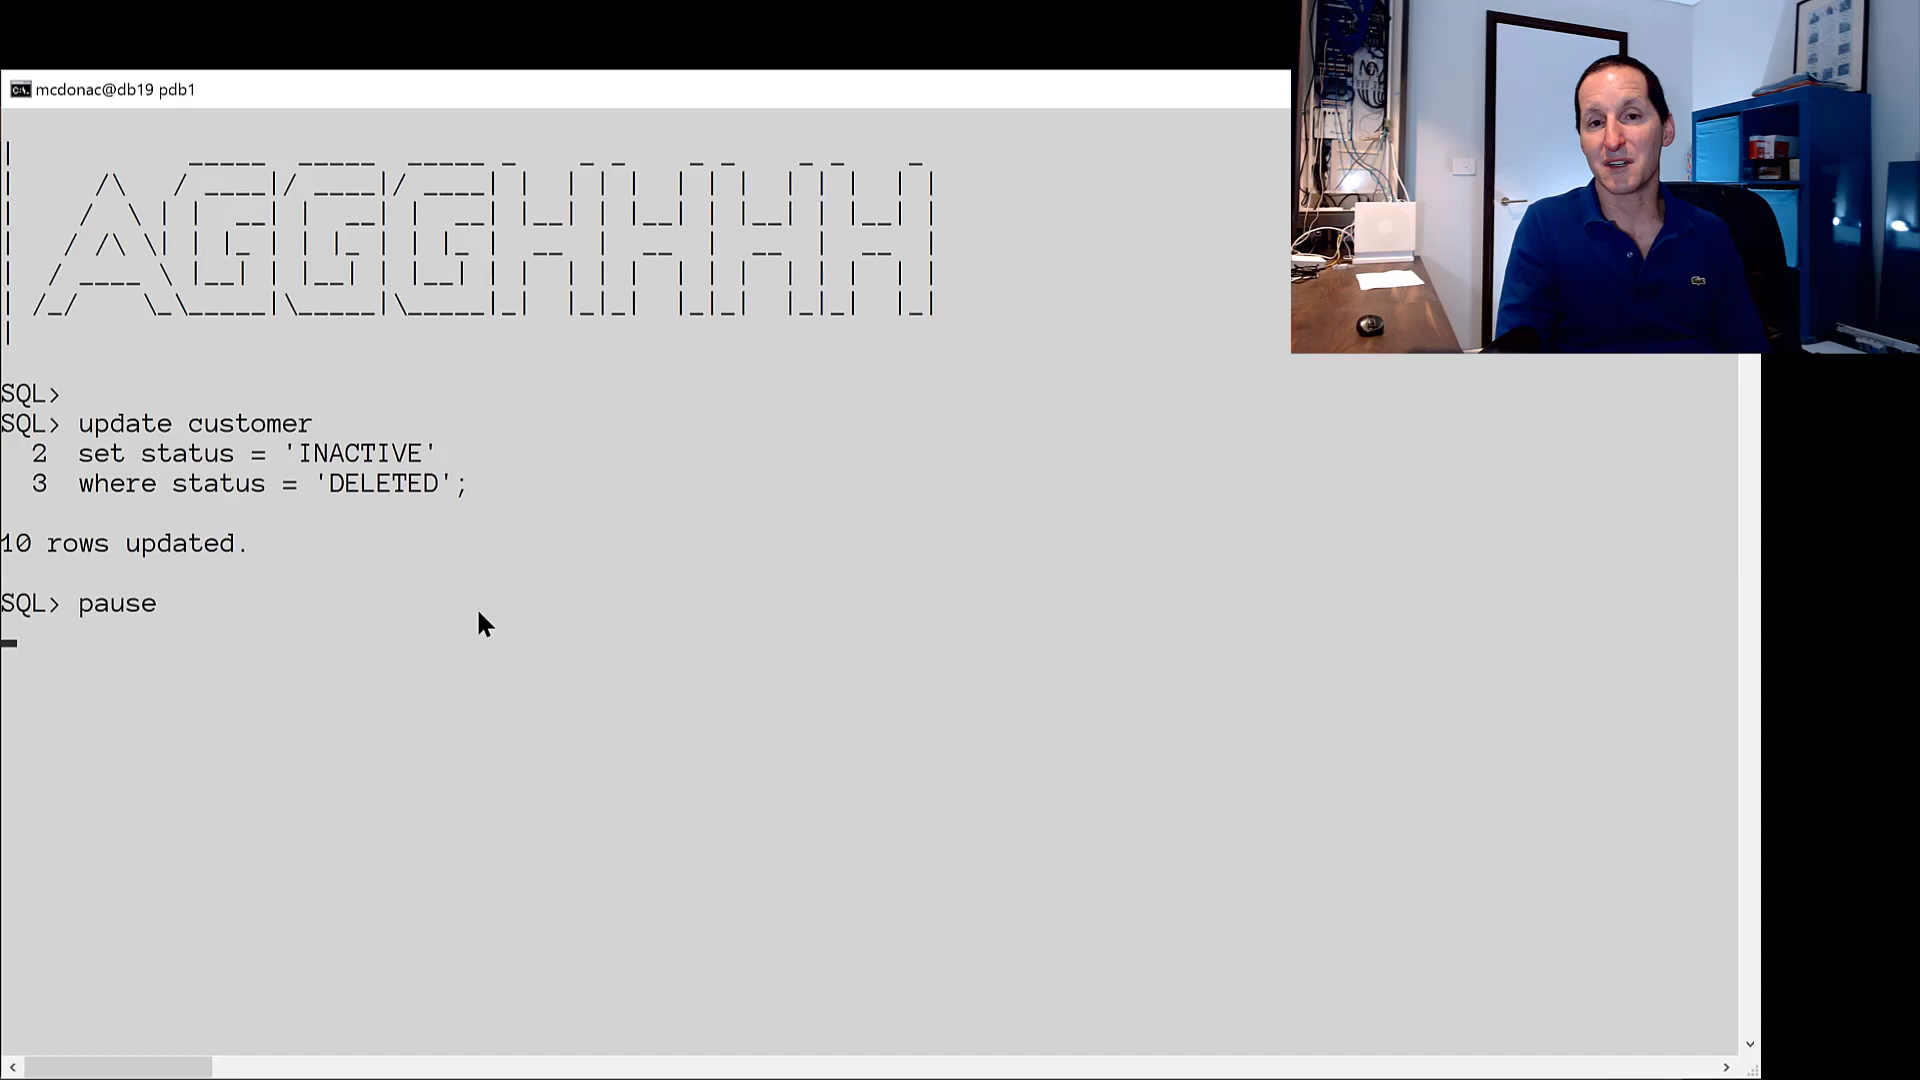 mcdonac@db19 pdb1
AGGGHHHH
SQL>
SQL> update customer
2 set status = 'INACTIVE'
3 where status = 'DELETED';
10 rows updated.
SQL> pause